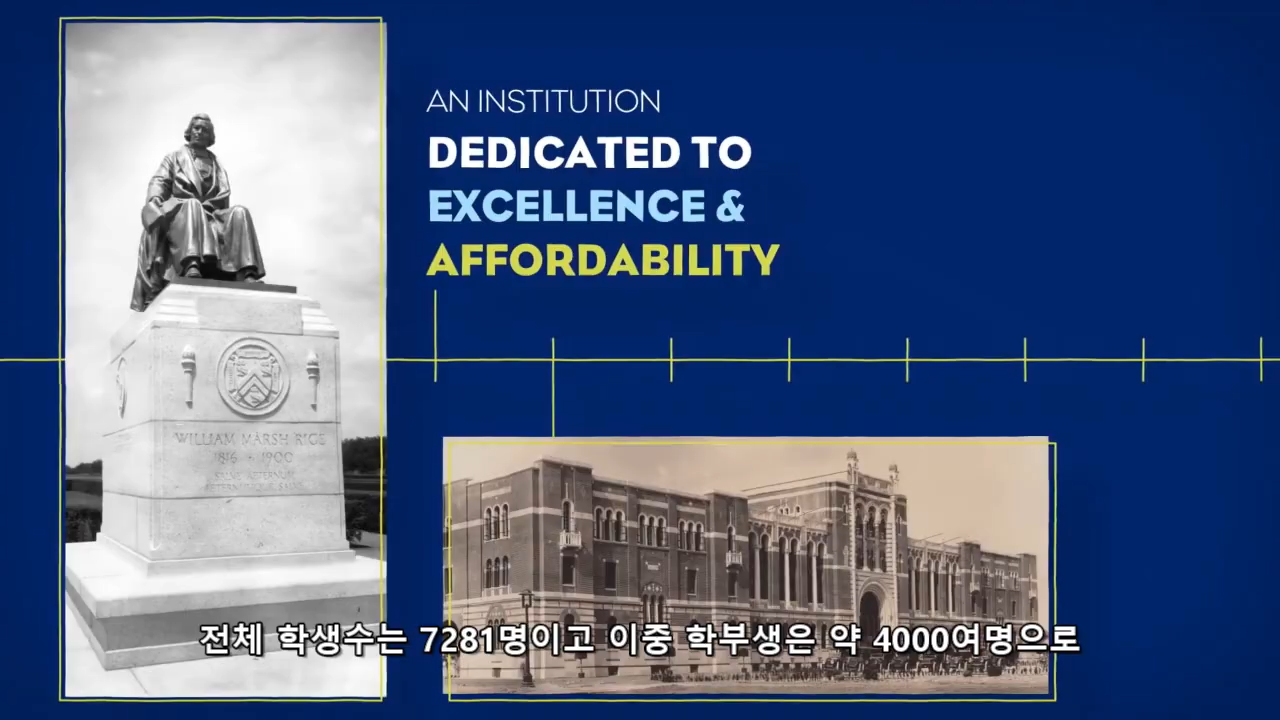 AN INSTITUTION
DEDICATED TO
EXCELLENCE &
AFFORDABILITY
WILLIAM MARSH RICE
1816 - 1900
전체 학생수는 7281명이고 이중 학부생은 약 4000여명으로